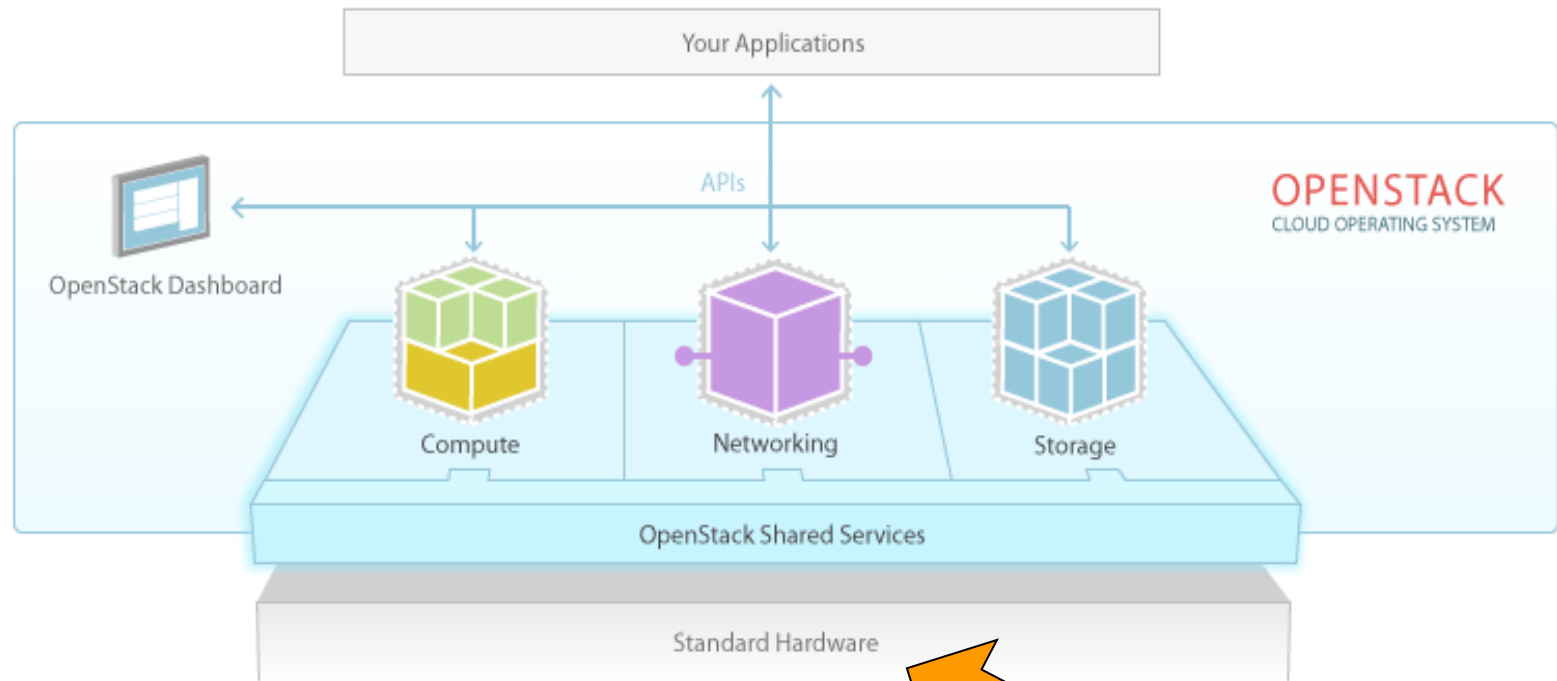 Your Applications
APIs
OPENSTACK
CLOUD OPERATING SYSTEM
OpenStack Dashboard
Compute
Networking
Storage
OpenStack Shared Services
Standard Hardware